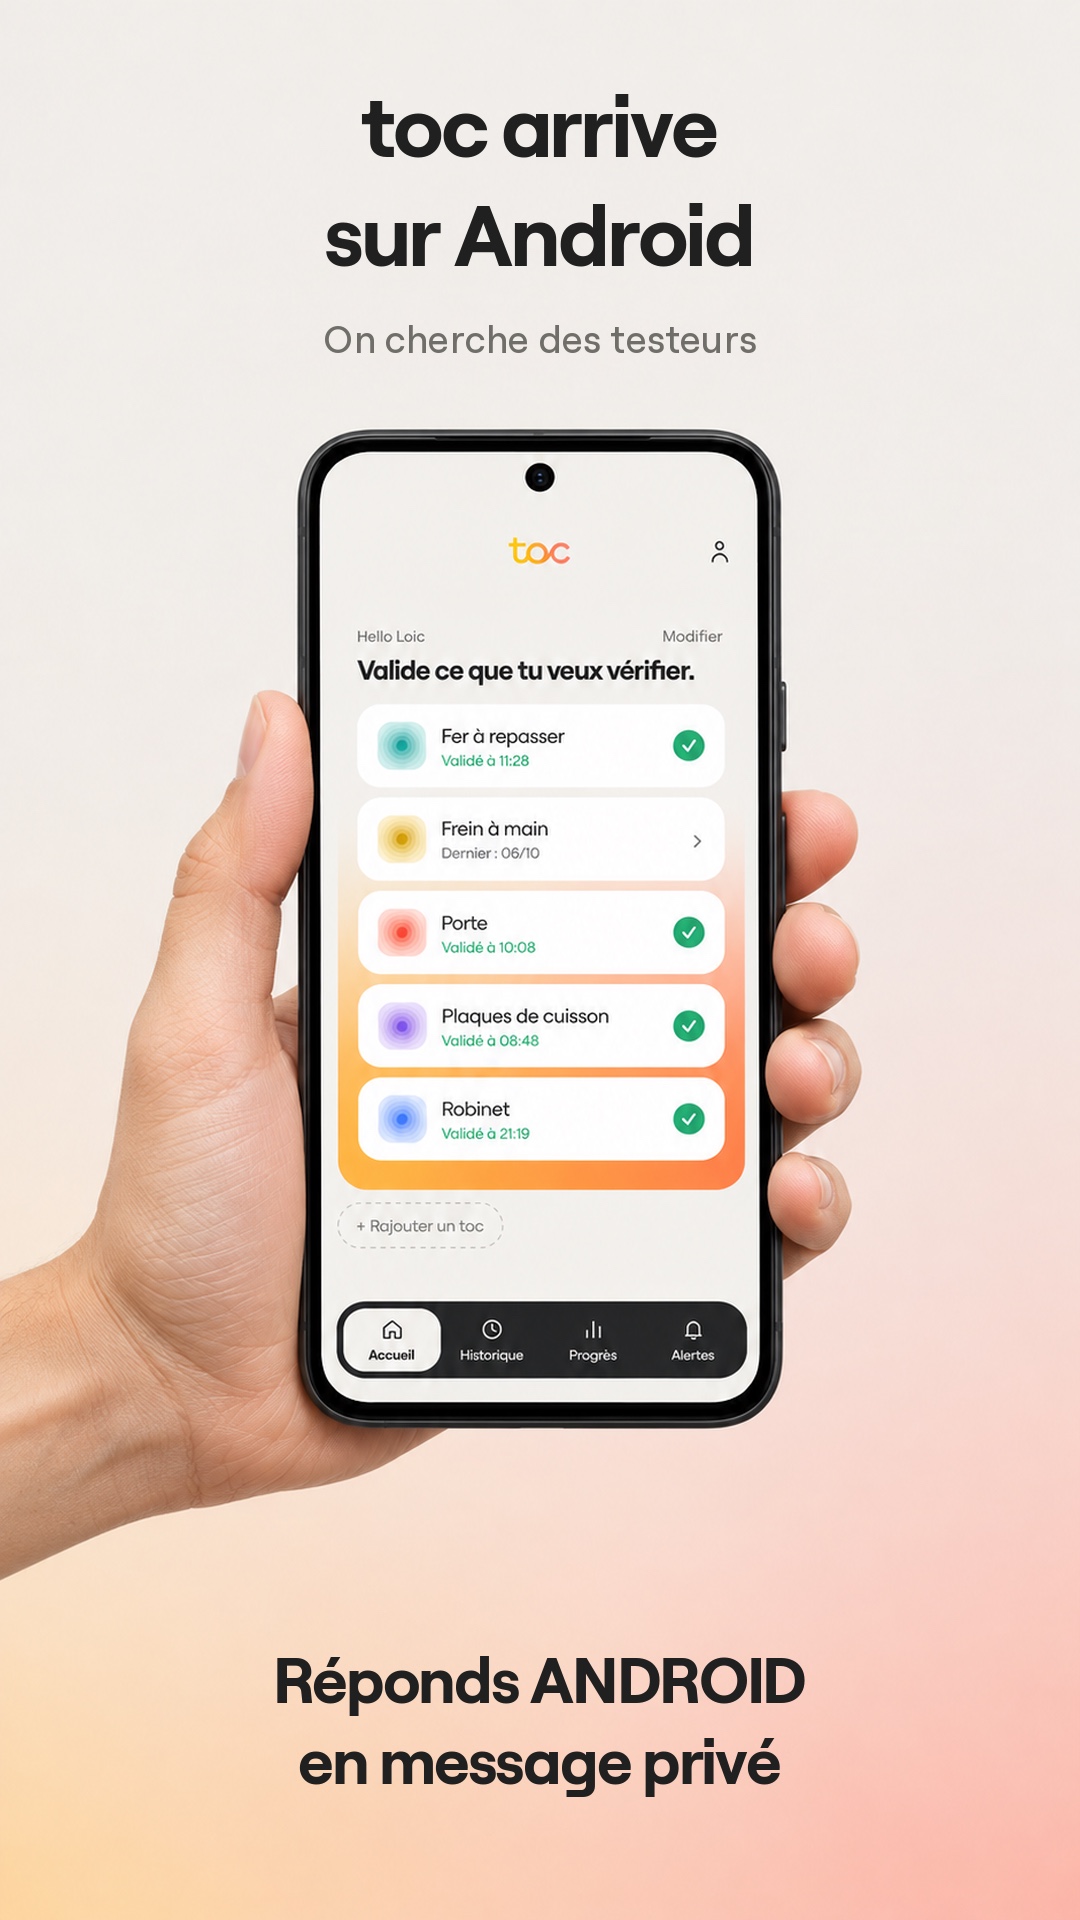 toc arrive
sur Android
On cherche des testeurs
toc
Hello Loic
Modifier
Valide ce que tu veux vérifier.
Fer à repasser
Validé à 11:28
Frein à main
Dernier : 06/10
Porte
Validé à 10:08
Plaques de cuisson
Validé à 08:48
Robinet
Validé à 21:19
+ Rajouter un toc
Accueil
Historique
Progrès
Alertes
Réponds ANDROID
en message privé